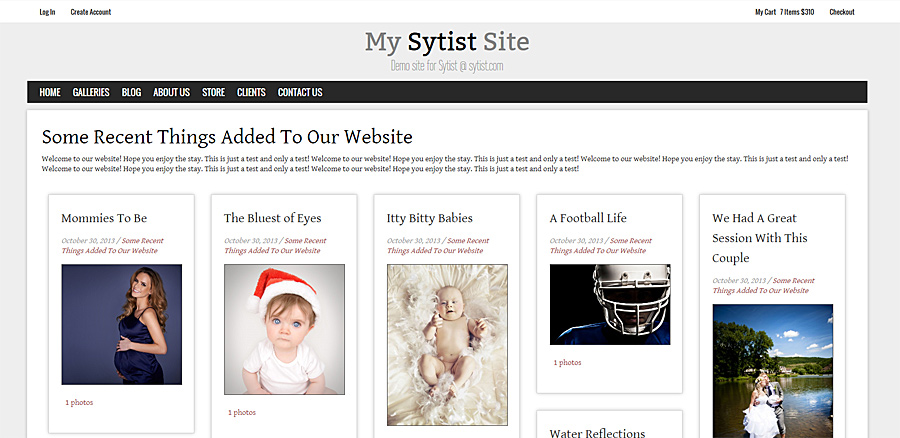 Log In Create Account My Cart 7 Items $310 Checkout
My Sytist Site
Demo site for Sytist @ sytist.com
HOME GALLERIES BLOG ABOUT US STORE CLIENTS CONTACT US
Some Recent Things Added To Our Website
Welcome to our website! Hope you enjoy the stay. This is just a test and only a test! Welcome to our website! Hope you enjoy the stay. This is just a test and only a test! Welcome to our website! Hope you enjoy the stay. This is just a test and only a test!
Welcome to our website! Hope you enjoy the stay. This is just a test and only a test! Welcome to our website! Hope you enjoy the stay. This is just a test and only a test!
Mommies To Be
October 30, 2013 / Some Recent
Things Added To Our Website
1 photos
The Bluest of Eyes
October 30, 2013 / Some Recent
Things Added To Our Website
1 photos
Itty Bitty Babies
October 30, 2013 / Some Recent
Things Added To Our Website
A Football Life
October 30, 2013 / Some Recent
Things Added To Our Website
1 photos
Water Reflections
We Had A Great
Session With This
Couple
October 30, 2013 / Some Recent
Things Added To Our Website